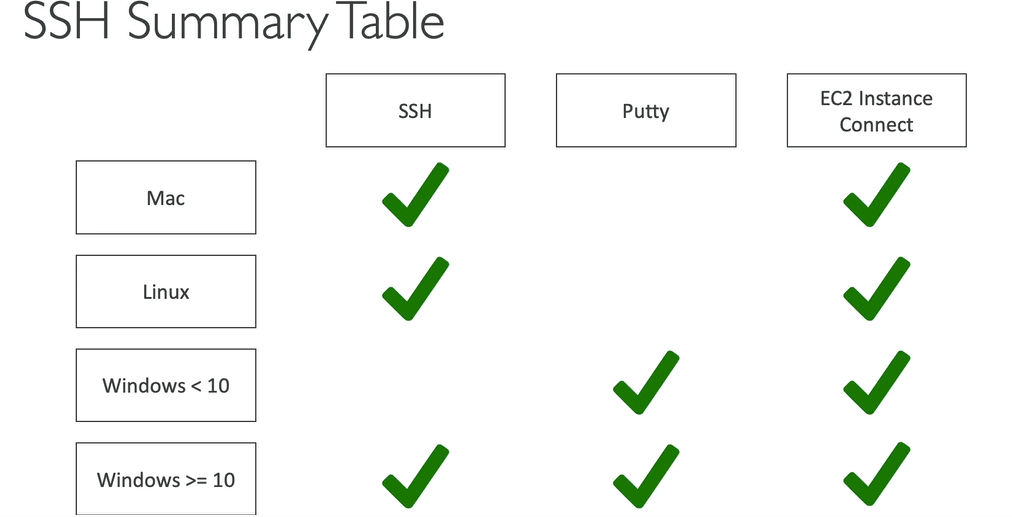 SSH Summary Table
SSH
Putty
EC2 Instance
Connect
Mac
Linux
Windows < 10
Windows >= 10